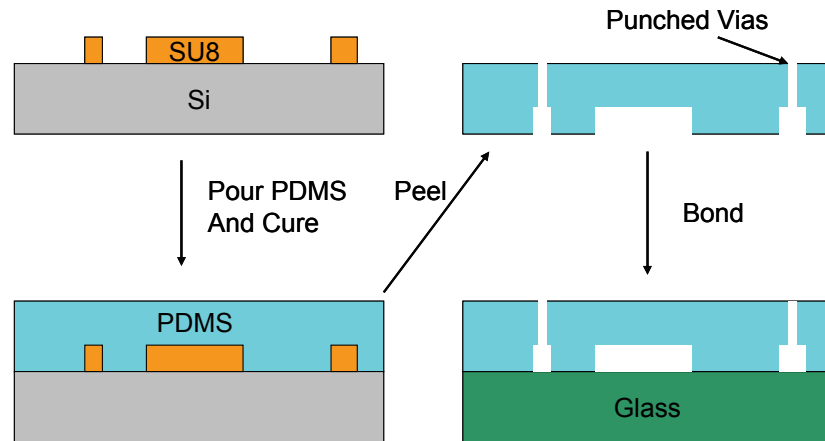 SU8
Si
Pour PDMS
And Cure
PDMS
Peel
Punched Vias
Bond
Glass